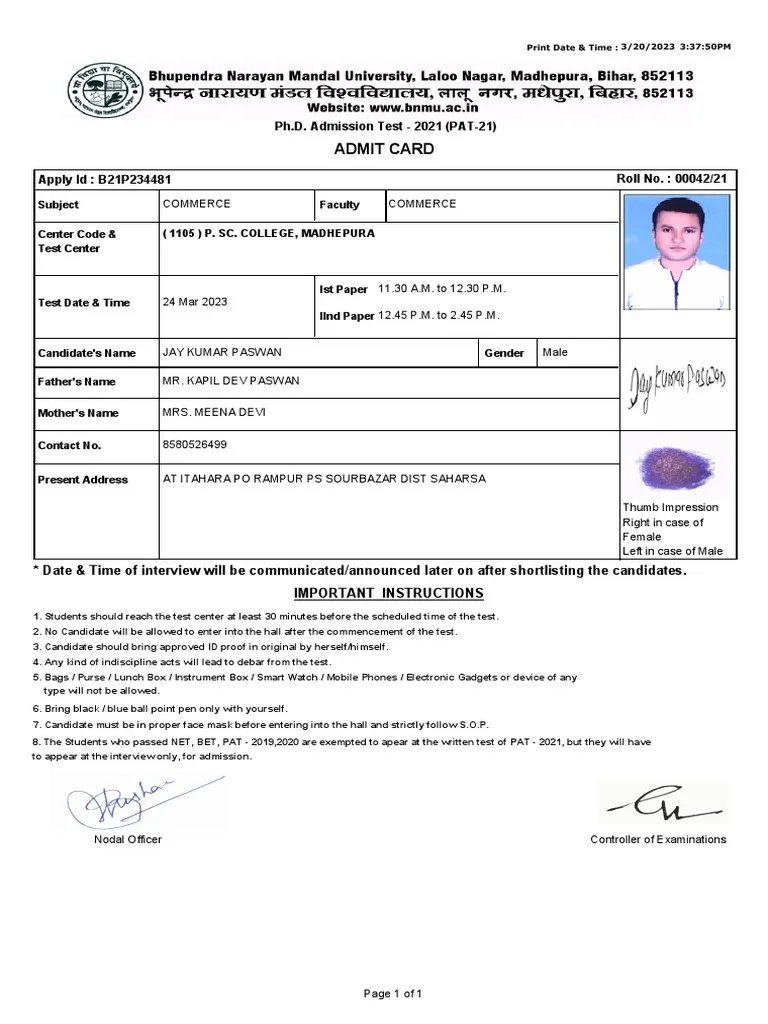 Print Date & Time : 3/20/2023 3:37:50PM
Bhupendra Narayan Mandal University, Laloo Nagar, Madhepura, Bihar, 852113
भूपेन्द्र नारायण मंडल विश्वविद्यालय, लालू नगर, मधेपुरा, बिहार, 852113
Website: www.bnmu.ac.in
Ph.D. Admission Test - 2021 (PAT-21)
ADMIT CARD
Apply Id : B21P234481 Roll No. : 00042/21
Subject COMMERCE Faculty COMMERCE
Center Code & ( 1105 ) P. SC. COLLEGE, MADHEPURA
Test Center
Ist Paper 11.30 A.M. to 12.30 P.M.
Test Date & Time 24 Mar 2023
IInd Paper 12.45 P.M. to 2.45 P.M.
Candidate's Name JAY KUMAR PASWAN Gender Male
Father's Name MR. KAPIL DEV PASWAN
Jay Kumar Paswan
Mother's Name MRS. MEENA DEVI
Contact No. 8580526499
Present Address AT ITAHARA PO RAMPUR PS SOURBAZAR DIST SAHARSA
Thumb Impression
Right in case of
Female
Left in case of Male
* Date & Time of interview will be communicated/announced later on after shortlisting the candidates.
IMPORTANT INSTRUCTIONS
1. Students should reach the test center at least 30 minutes before the scheduled time of the test.
2. No Candidate will be allowed to enter into the hall after the commencement of the test.
3. Candidate should bring approved ID proof in original by herself/himself.
4. Any kind of indiscipline acts will lead to debar from the test.
5. Bags / Purse / Lunch Box / Instrument Box / Smart Watch / Mobile Phones / Electronic Gadgets or device of any
type will not be allowed.
6. Bring black / blue ball point pen only with yourself.
7. Candidate must be in proper face mask before entering into the hall and strictly follow S.O.P.
8. The Students who passed NET, BET, PAT - 2019,2020 are exempted to apear at the written test of PAT - 2021, but they will have
to appear at the interview only, for admission.
Nodal Officer Controller of Examinations
Page 1 of 1